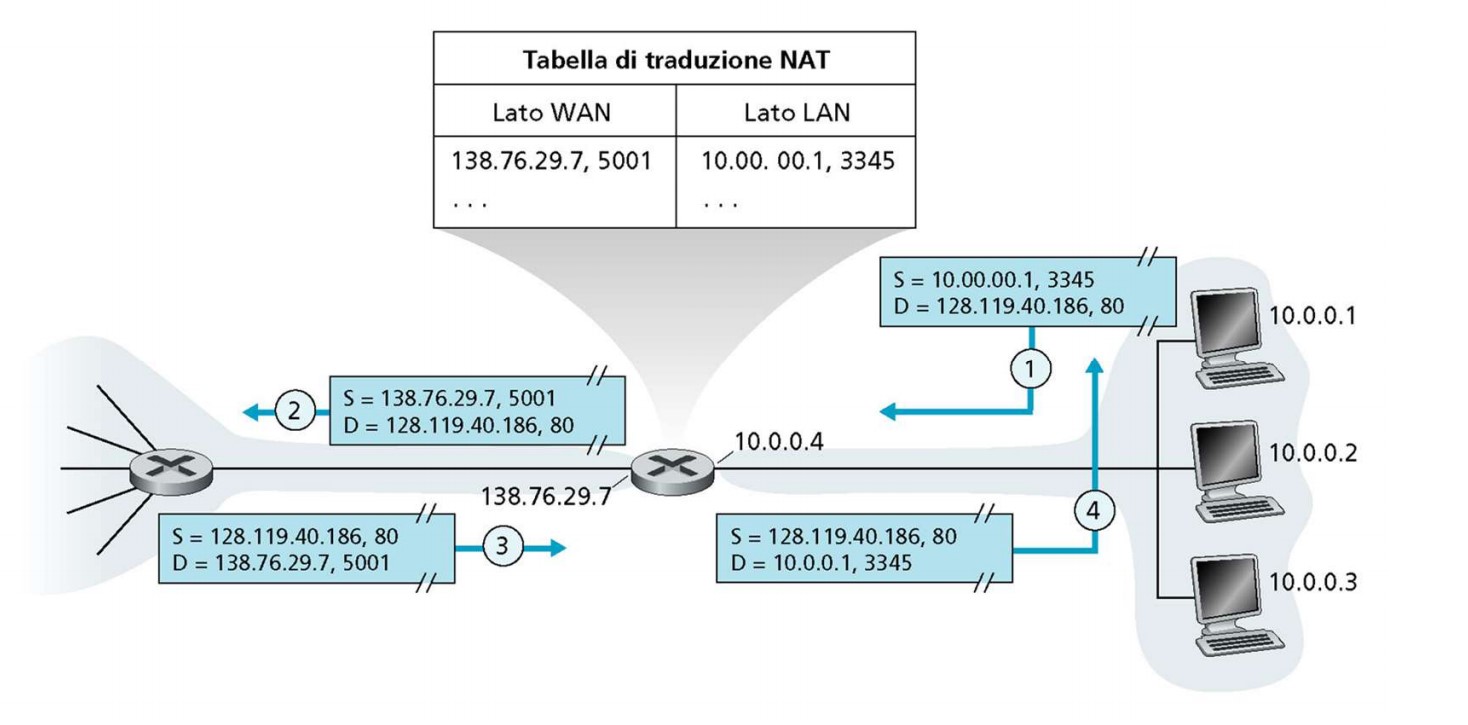 Tabella di traduzione NAT
Lato WAN
Lato LAN
138.76.29.7, 5001
10.00. 00.1, 3345
. . .
. . .
S = 10.00.00.1, 3345
D = 128.119.40.186, 80
10.0.0.1
1
2
S = 138.76.29.7, 5001
D = 128.119.40.186, 80
10.0.0.4
10.0.0.2
138.76.29.7
S = 128.119.40.186, 80
D = 138.76.29.7, 5001
3
S = 128.119.40.186, 80
D = 10.0.0.1, 3345
4
10.0.0.3